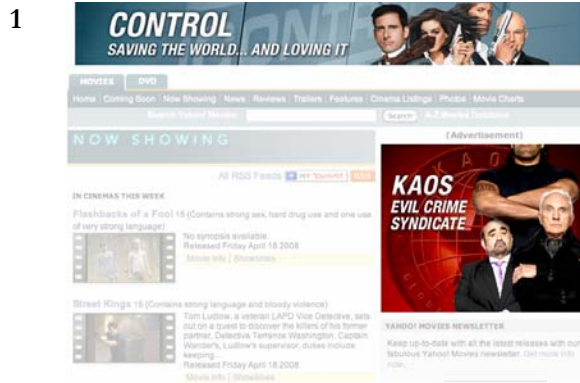 1
CONTROL
SAVING THE WORLD... AND LOVING IT
MOVIES DVD
Home Coming Soon Now Showing News Reviews Trailers Features Cinema Listings Photos Movie Charts
Search Yahoo! Movies Search A-Z Movies Database
NOW SHOWING
(Advertisement)
All RSS Feeds MY YAHOO! RSS
KAOS
EVIL CRIME
SYNDICATE
IN CINEMAS THIS WEEK
Flashbacks of a Fool 15 (Contains strong sex, hard drug use and one use
of very strong language)
No synopsis available.
Released Friday April 18 2008
Movie Info | Showtimes
Street Kings 15 (Contains strong language and bloody violence)
Tom Ludlow, a veteran LAPD Vice Detective, sets
out on a quest to discover the killers of his former
partner, Detective Terrance Washington. Captain
Wander's, Ludlow's supervisor, duties include
keeping...
Released Friday April 18 2008
Movie Info | Showtimes
YAHOO! MOVIES NEWSLETTER
Keep up-to-date with all the latest releases with our
fabulous Yahoo! Movies newsletter. Get more info
now.